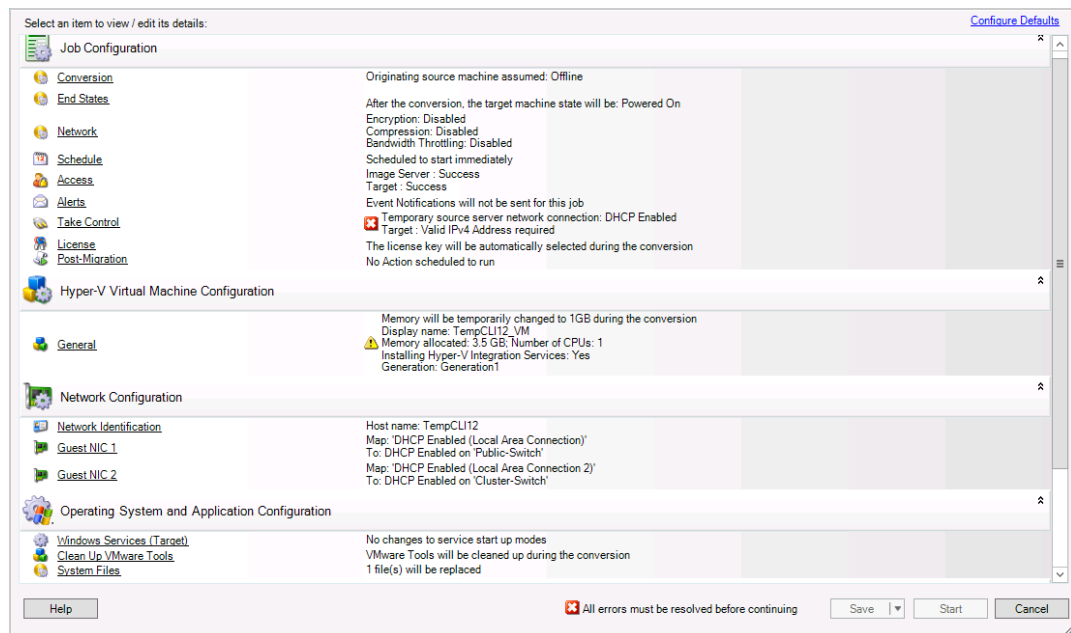 Select an item to view / edit its details:
Configure Defaults
Job Configuration
Conversion
Originating source machine assumed: Offline
End States
After the conversion, the target machine state will be: Powered On
Network
Encryption: Disabled
Compression: Disabled
Bandwidth Throttling: Disabled
Schedule
Scheduled to start immediately
Access
Image Server : Success
Target : Success
Alerts
Event Notifications will not be sent for this job
Take Control
Temporary source server network connection: DHCP Enabled
Target : Valid IPv4 Address required
License
The license key will be automatically selected during the conversion
Post-Migration
No Action scheduled to run
Hyper-V Virtual Machine Configuration
General
Memory will be temporarily changed to 1GB during the conversion
Display name: TempCLI12_VM
Memory allocated: 3.5 GB; Number of CPUs: 1
Installing Hyper-V Integration Services: Yes
Generation: Generation1
Network Configuration
Network Identification
Host name: TempCLI12
Guest NIC 1
Map: 'DHCP Enabled (Local Area Connection)'
To: DHCP Enabled on 'Public-Switch'
Guest NIC 2
Map: 'DHCP Enabled (Local Area Connection 2)'
To: DHCP Enabled on 'Cluster-Switch'
Operating System and Application Configuration
Windows Services (Target)
No changes to service start up modes
Clean Up VMware Tools
VMware Tools will be cleaned up during the conversion
System Files
1 file(s) will be replaced
Help
All errors must be resolved before continuing
Save
Start
Cancel